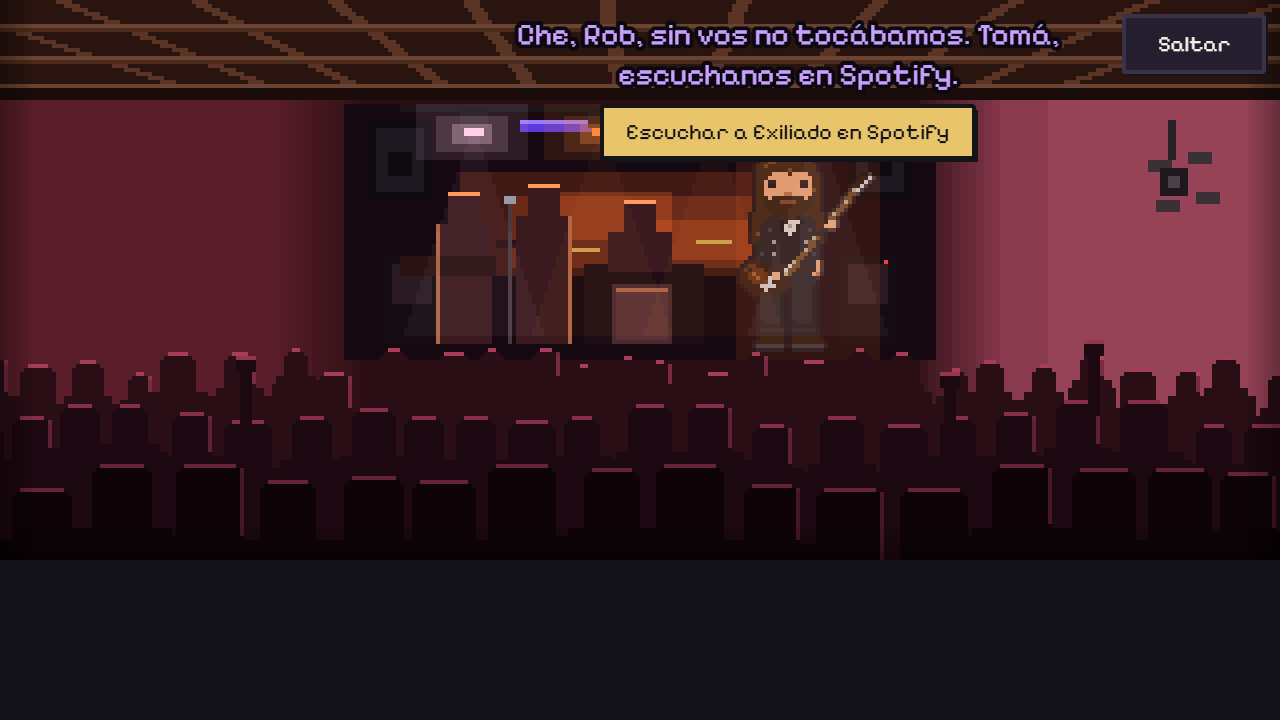 Che, Rob, sin vos no tocábamos. Tomá,
escuchanos en Spotify.
Saltar
Escuchar a Exiliado en Spotify